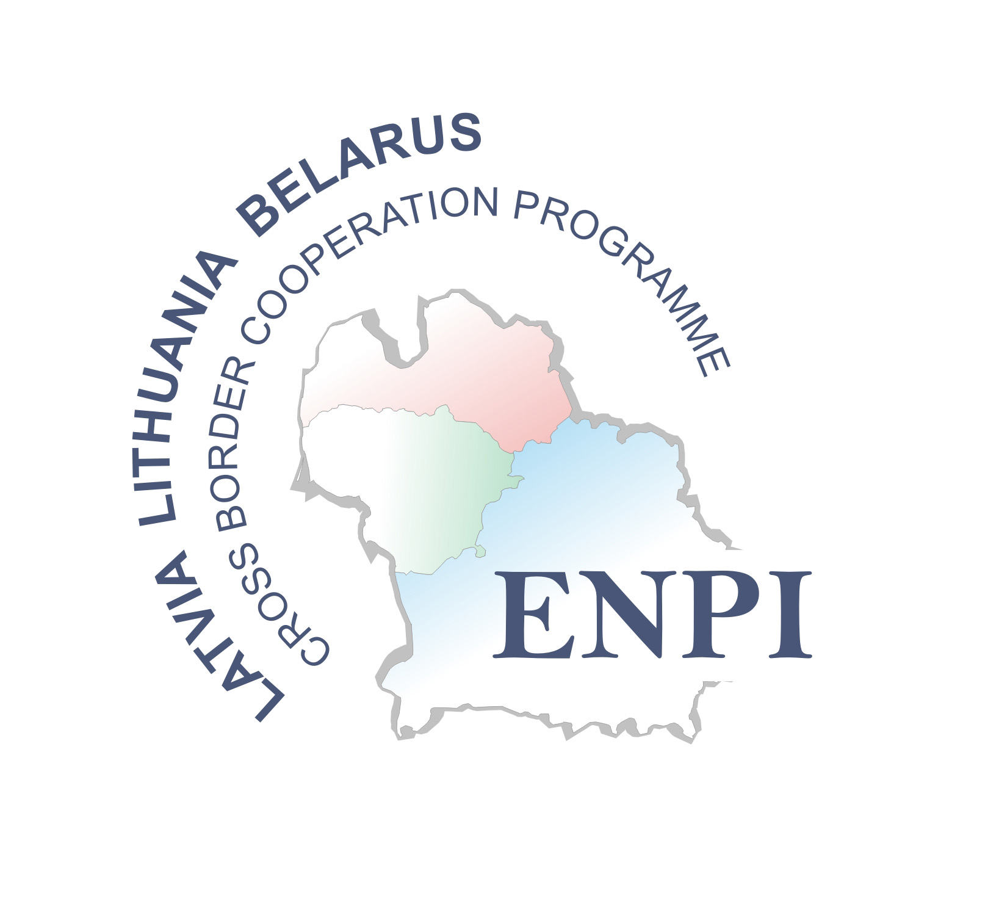 LATVIA LITHUANIA BELARUS
CROSS BORDER COOPERATION PROGRAMME
ENPI